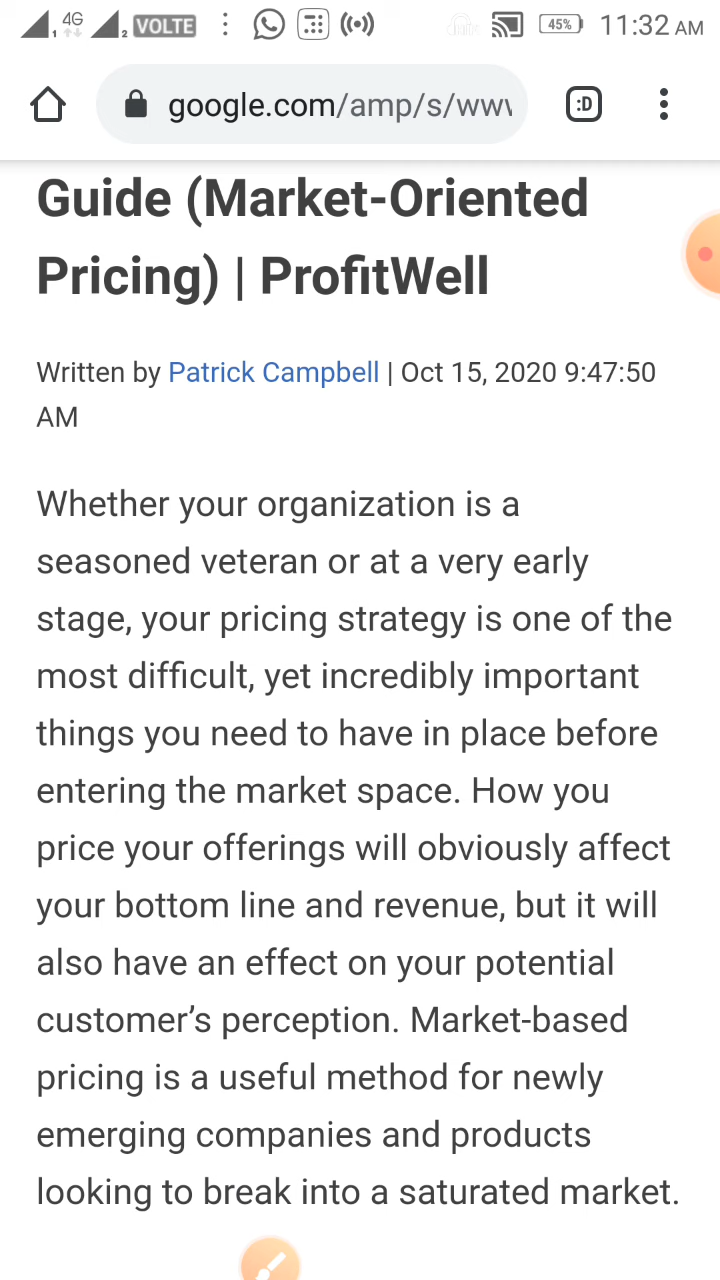 4G
1 2 VOLTE 45% 11:32 AM
google.com/amp/s/www :D
Guide (Market-Oriented
Pricing) | ProfitWell
Written by Patrick Campbell | Oct 15, 2020 9:47:50
AM
Whether your organization is a
seasoned veteran or at a very early
stage, your pricing strategy is one of the
most difficult, yet incredibly important
things you need to have in place before
entering the market space. How you
price your offerings will obviously affect
your bottom line and revenue, but it will
also have an effect on your potential
customer’s perception. Market-based
pricing is a useful method for newly
emerging companies and products
looking to break into a saturated market.